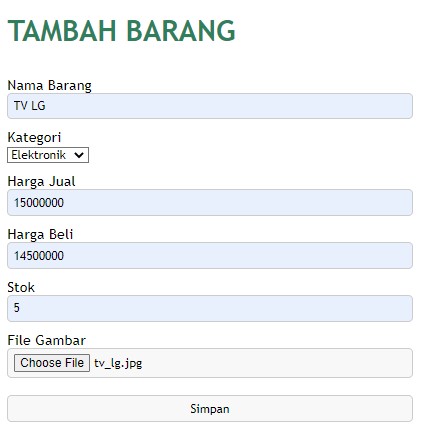 TAMBAH BARANG
Nama Barang
TV LG
Kategori
Elektronik
Harga Jual
15000000
Harga Beli
14500000
Stok
5
File Gambar
Choose File tv_lg.jpg
Simpan